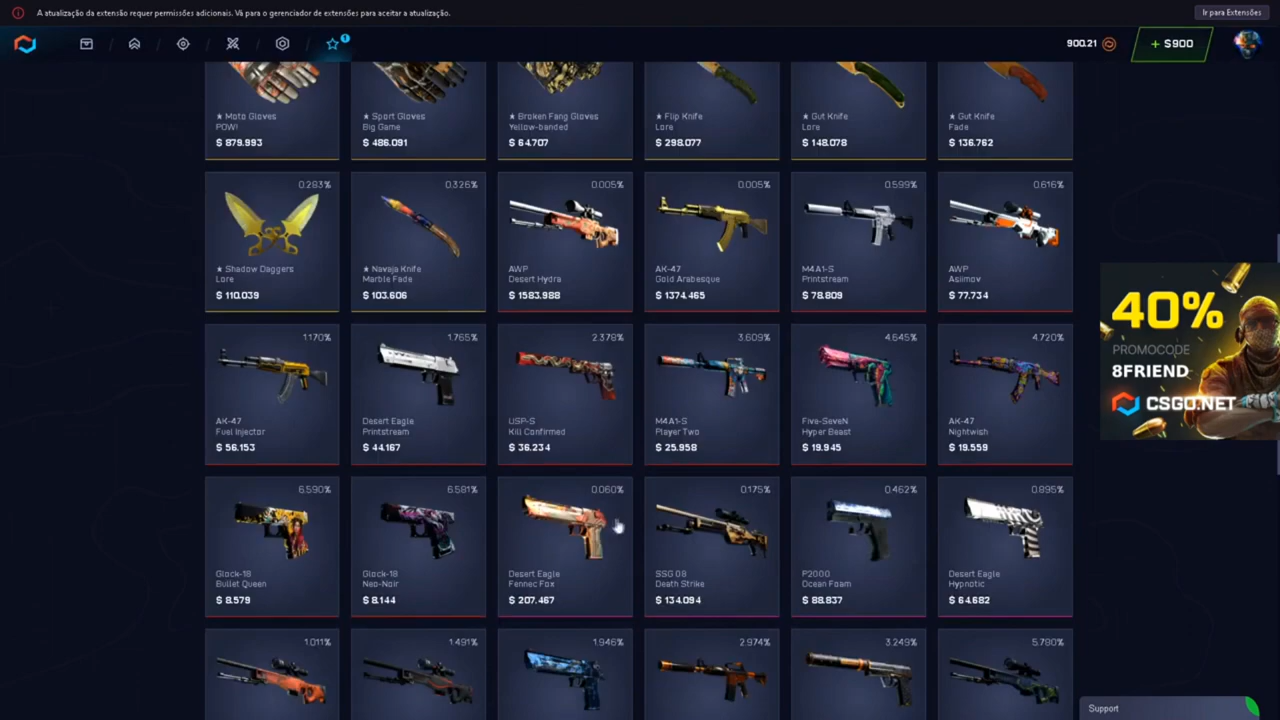 A atualização da extensão requer permissões adicionais. Vá para o gerenciador de extensões para aceitar a atualização.
Ir para Extensões
1
900.21
+ $900
★ Moto Gloves
POW!
$ 879.993
★ Sport Gloves
Big Game
$ 486.091
★ Broken Fang Gloves
Yellow-banded
$ 64.707
★ Flip Knife
Lore
$ 298.077
★ Gut Knife
Lore
$ 148.078
★ Gut Knife
Fade
$ 136.762
0.283%
★ Shadow Daggers
Lore
$ 110.039
0.326%
★ Navaja Knife
Marble Fade
$ 103.606
0.005%
AWP
Desert Hydra
$ 1583.988
0.005%
AK-47
Gold Arabesque
$ 1374.465
0.599%
M4A1-S
Printstream
$ 78.809
0.616%
AWP
Asiimov
$ 77.734
1.170%
AK-47
Fuel Injector
$ 56.153
1.765%
Desert Eagle
Printstream
$ 44.167
2.378%
USP-S
Kill Confirmed
$ 36.234
3.609%
M4A1-S
Player Two
$ 25.958
4.645%
Five-SeveN
Hyper Beast
$ 19.945
4.720%
AK-47
Nightwish
$ 19.559
6.590%
Glock-18
Bullet Queen
$ 8.579
6.581%
Glock-18
Neo-Noir
$ 8.144
0.060%
Desert Eagle
Fennec Fox
$ 207.467
0.175%
SSG 08
Death Strike
$ 134.094
0.462%
P2000
Ocean Foam
$ 88.837
0.895%
Desert Eagle
Hypnotic
$ 64.682
1.011%
1.491%
1.946%
2.974%
3.249%
5.780%
40%
PROMOCODE
8FRIEND
CSGO.NET
Support